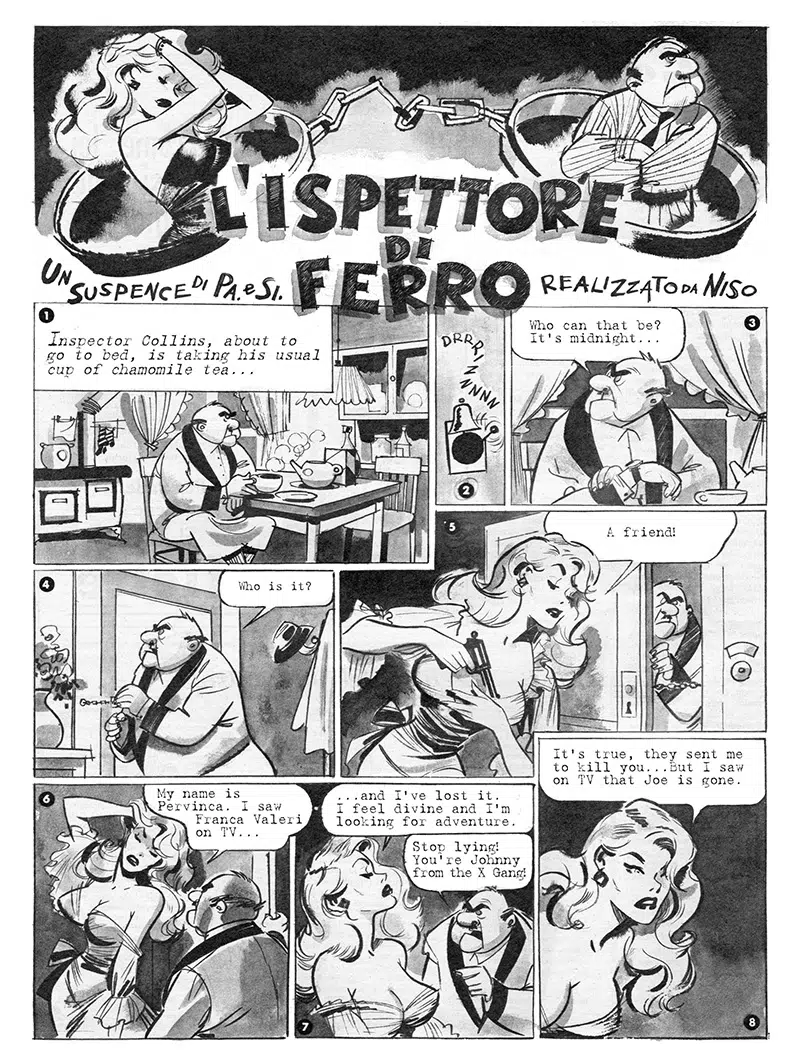 L'ISPETTORE
DI
FERRO
UN SUSPENCE DI PA. e SI.
REALIZZATO DA NISO
1
Inspector Collins, about to
go to bed, is taking his usual
cup of chamomile tea...
DRRRIZNNNNN
2
Who can that be?
It's midnight...
3
4
Who is it?
5
A friend!
6
My name is
Pervinca. I saw
Franca Valeri
on TV...
...and I've lost it.
I feel divine and I'm
looking for adventure.
Stop lying!
You're Johnny
from the X Gang!
7
It's true, they sent me
to kill you...But I saw
on TV that Joe is gone.
8